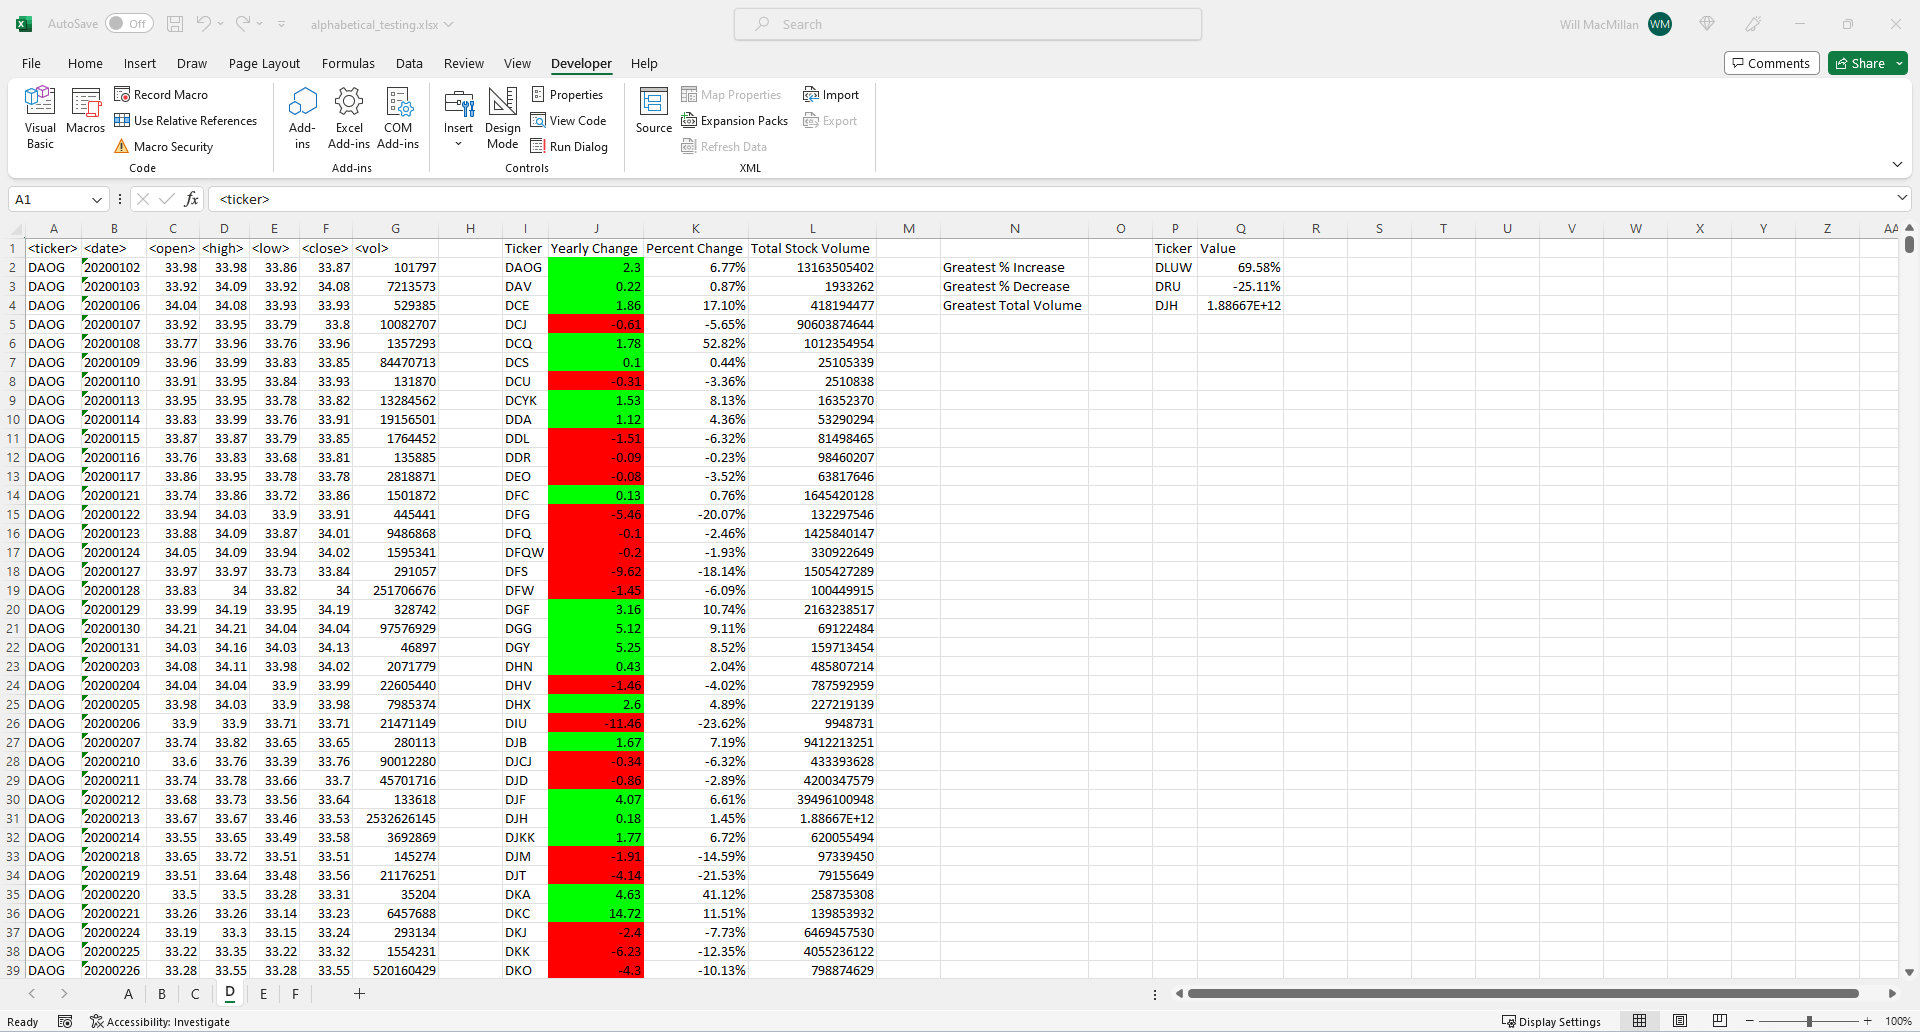 AutoSave Off alphabetical_testing.xlsx Search Will MacMillan WM
File Home Insert Draw Page Layout Formulas Data Review View Developer Help Comments Share
Visual Basic
Macros
Record Macro
Use Relative References
Macro Security
Code
Add-ins
Excel Add-ins
COM Add-ins
Add-ins
Insert
Design Mode
Properties
View Code
Run Dialog
Controls
Source
Map Properties
Expansion Packs
Refresh Data
Import
Export
XML
A1 fx <ticker>
A B C D E F G H I J K L M N O P Q R S T U V W X Y Z AA
1 <ticker> <date> <open> <high> <low> <close> <vol> Ticker Yearly Change Percent Change Total Stock Volume Ticker Value
2 DAOG 20200102 33.98 33.98 33.86 33.87 101797 DAOG 2.3 6.77% 13163505402 Greatest % Increase DLUW 69.58%
3 DAOG 20200103 33.92 34.09 33.92 34.08 7213573 DAV 0.22 0.87% 1933262 Greatest % Decrease DRU -25.11%
4 DAOG 20200106 34.04 34.08 33.93 33.93 529385 DCE 1.86 17.10% 418194477 Greatest Total Volume DJH 1.88667E+12
5 DAOG 20200107 33.92 33.95 33.79 33.8 10082707 DCJ -0.61 -5.65% 90603874644
6 DAOG 20200108 33.77 33.96 33.76 33.96 1357293 DCQ 1.78 52.82% 1012354954
7 DAOG 20200109 33.96 33.99 33.83 33.85 84470713 DCS 0.1 0.44% 25105339
8 DAOG 20200110 33.91 33.95 33.84 33.93 131870 DCU -0.31 -3.36% 2510838
9 DAOG 20200113 33.95 33.95 33.78 33.82 13284562 DCYK 1.53 8.13% 16352370
10 DAOG 20200114 33.83 33.99 33.76 33.91 19156501 DDA 1.12 4.36% 53290294
11 DAOG 20200115 33.87 33.87 33.79 33.85 1764452 DDL -1.51 -6.32% 81498465
12 DAOG 20200116 33.76 33.83 33.68 33.81 135885 DDR -0.09 -0.23% 98460207
13 DAOG 20200117 33.86 33.95 33.78 33.78 2818871 DEO -0.08 -3.52% 63817646
14 DAOG 20200121 33.74 33.86 33.72 33.86 1501872 DFC 0.13 0.76% 1645420128
15 DAOG 20200122 33.94 34.03 33.9 33.91 445441 DFG -5.46 -20.07% 132297546
16 DAOG 20200123 33.88 34.09 33.87 34.01 9486868 DFQ -0.1 -2.46% 1425840147
17 DAOG 20200124 34.05 34.09 33.94 34.02 1595341 DFQW -0.2 -1.93% 330922649
18 DAOG 20200127 33.97 33.97 33.73 33.84 291057 DFS -9.62 -18.14% 1505427289
19 DAOG 20200128 33.83 34 33.82 34 251706676 DFW -1.45 -6.09% 100449915
20 DAOG 20200129 33.99 34.19 33.95 34.19 328742 DGF 3.16 10.74% 2163238517
21 DAOG 20200130 34.21 34.21 34.04 34.04 97576929 DGG 5.12 9.11% 69122484
22 DAOG 20200131 34.03 34.16 34.03 34.13 46897 DGY 5.25 8.52% 159713454
23 DAOG 20200203 34.08 34.11 33.98 34.02 2071779 DHN 0.43 2.04% 485807214
24 DAOG 20200204 34.04 34.04 33.9 33.99 22605440 DHV -1.46 -4.02% 787592959
25 DAOG 20200205 33.98 34.03 33.9 33.98 7985374 DHX 2.6 4.89% 227219139
26 DAOG 20200206 33.9 33.9 33.71 33.71 21471149 DIU -11.46 -23.62% 9948731
27 DAOG 20200207 33.74 33.82 33.65 33.65 280113 DJB 1.67 7.19% 9412213251
28 DAOG 20200210 33.6 33.76 33.39 33.76 90012280 DJCJ -0.34 -6.32% 433393628
29 DAOG 20200211 33.74 33.78 33.66 33.7 45701716 DJD -0.86 -2.89% 4200347579
30 DAOG 20200212 33.68 33.73 33.56 33.64 133618 DJF 4.07 6.61% 39496100948
31 DAOG 20200213 33.67 33.67 33.46 33.53 2532626145 DJH 0.18 1.45% 1.88667E+12
32 DAOG 20200214 33.55 33.65 33.49 33.58 3692869 DJKK 1.77 6.72% 620055494
33 DAOG 20200218 33.65 33.72 33.51 33.51 145274 DJM -1.91 -14.59% 97339450
34 DAOG 20200219 33.51 33.64 33.48 33.56 21176251 DJT -4.14 -21.53% 79155649
35 DAOG 20200220 33.5 33.5 33.28 33.31 35204 DKA 4.63 41.12% 258735308
36 DAOG 20200221 33.26 33.26 33.14 33.23 6457688 DKC 14.72 11.51% 139853932
37 DAOG 20200224 33.19 33.3 33.15 33.24 293134 DKJ -2.4 -7.73% 6469457530
38 DAOG 20200225 33.22 33.35 33.22 33.32 1554231 DKK -6.23 -12.35% 4055236122
39 DAOG 20200226 33.28 33.55 33.28 33.55 520160429 DKO -4.3 -10.13% 798874629
A B C D E F
Ready Accessibility: Investigate Display Settings 100%